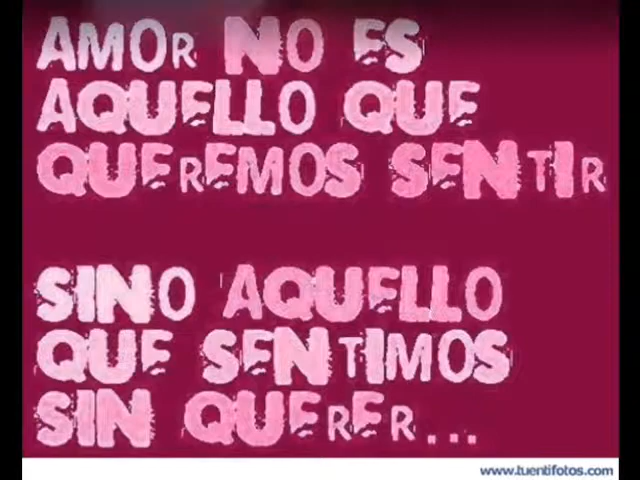 AMOR NO ES
AQUELLO QUE
QUEREMOS SENTIR
SINO AQUELLO
QUE SENTIMOS
SIN QUERER...
www.tuentifotos.com